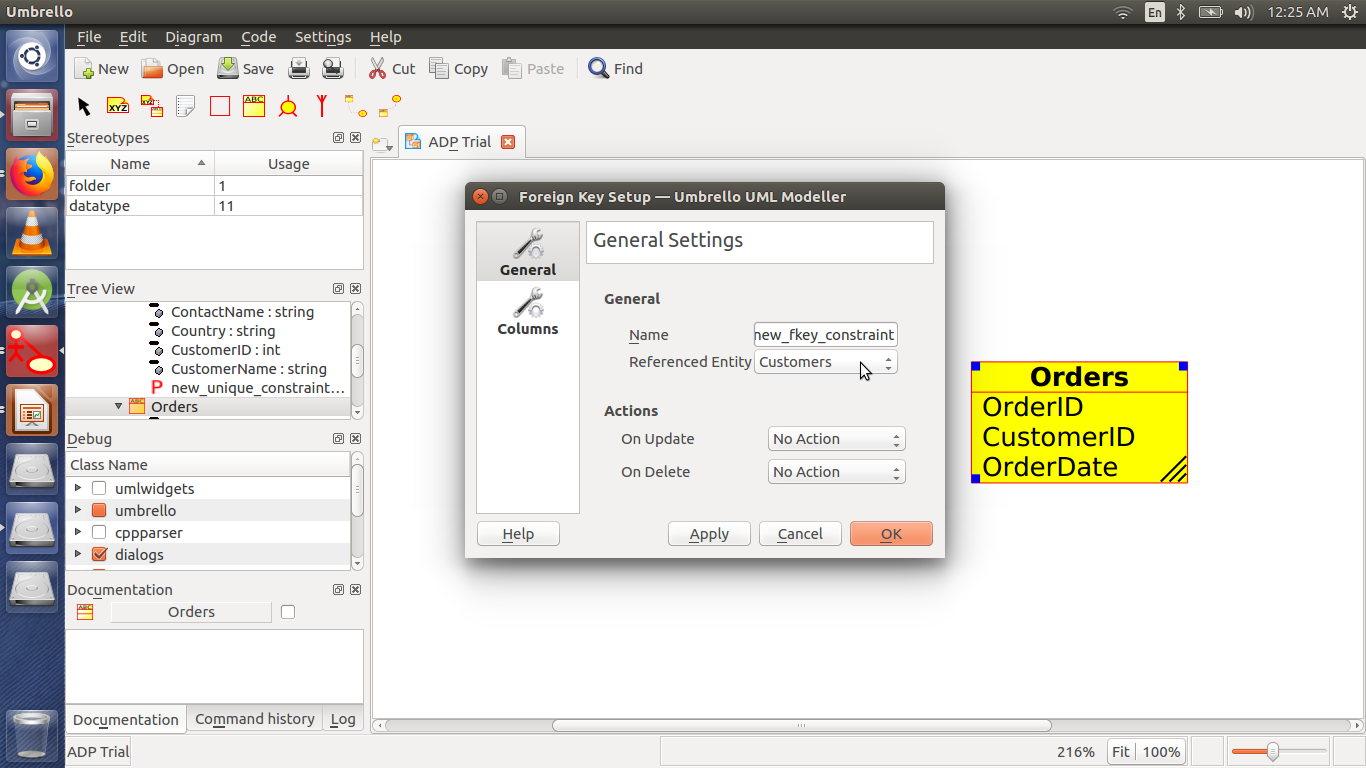 Umbrello
En
12:25 AM
File Edit Diagram Code Settings Help
New Open Save Cut Copy Paste Find
XYZ XYZ ABC
Stereotypes
ADP Trial
Name Usage
folder 1
datatype 11
Tree View
ContactName : string
Country : string
CustomerID : int
CustomerName : string
P new_unique_constraint...
Orders
Debug
Class Name
umlwidgets
umbrello
cppparser
dialogs
Documentation
Orders
Documentation Command history Log
ADP Trial
216% Fit 100%
Foreign Key Setup — Umbrello UML Modeller
General
Columns
General Settings
General
Name new_fkey_constraint
Referenced Entity Customers
Actions
On Update No Action
On Delete No Action
Help Apply Cancel OK
Orders
OrderID
CustomerID
OrderDate